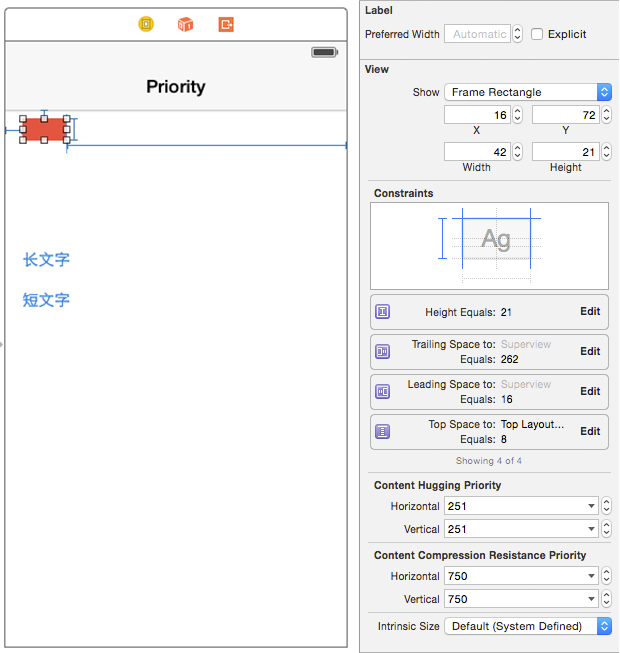 Priority
长文字
短文字
Label
Preferred Width Automatic Explicit
View
Show Frame Rectangle
16 72
X Y
42 21
Width Height
Constraints
Ag
Height Equals: 21 Edit
Trailing Space to: Superview
Equals: 262 Edit
Leading Space to: Superview
Equals: 16 Edit
Top Space to: Top Layout...
Equals: 8 Edit
Showing 4 of 4
Content Hugging Priority
Horizontal 251
Vertical 251
Content Compression Resistance Priority
Horizontal 750
Vertical 750
Intrinsic Size Default (System Defined)